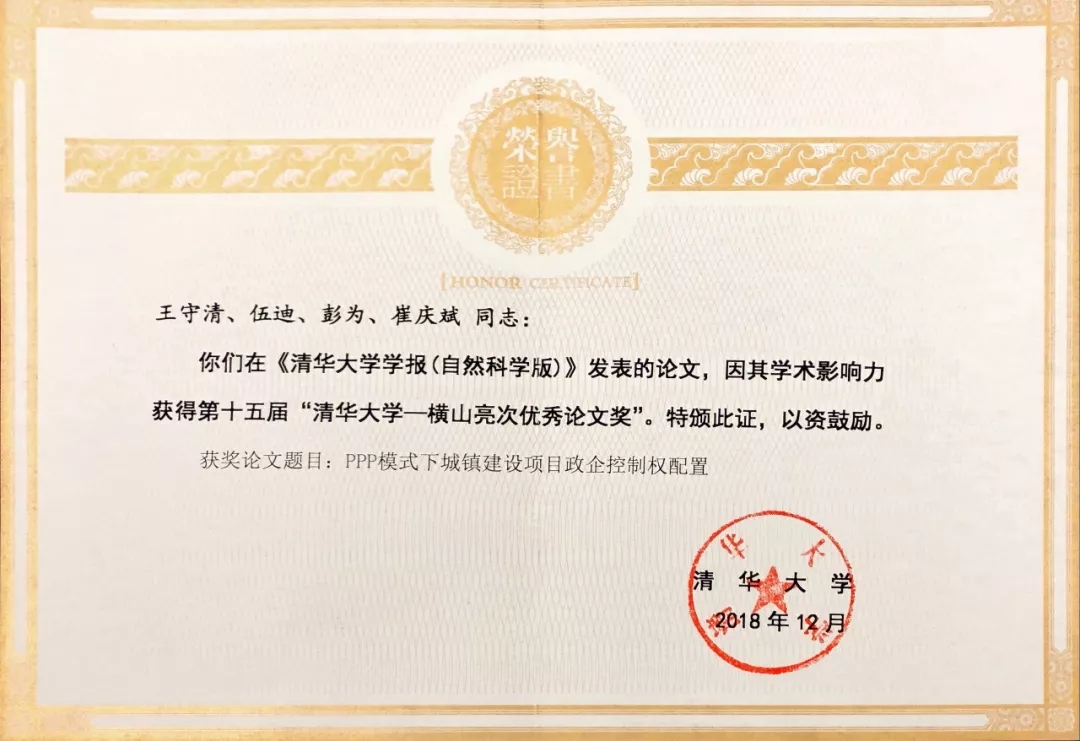 榮譽
證書
[HONOR CERTIFICATE]
王守清、伍迪、彭为、崔庆斌 同志：
你们在《清华大学学报(自然科学版)》发表的论文，因其学术影响力
获得第十五届“清华大学—横山亮次优秀论文奖”。特颁此证，以资鼓励。
获奖论文题目：PPP模式下城镇建设项目政企控制权配置
清华大学
清华大学
2018年12月